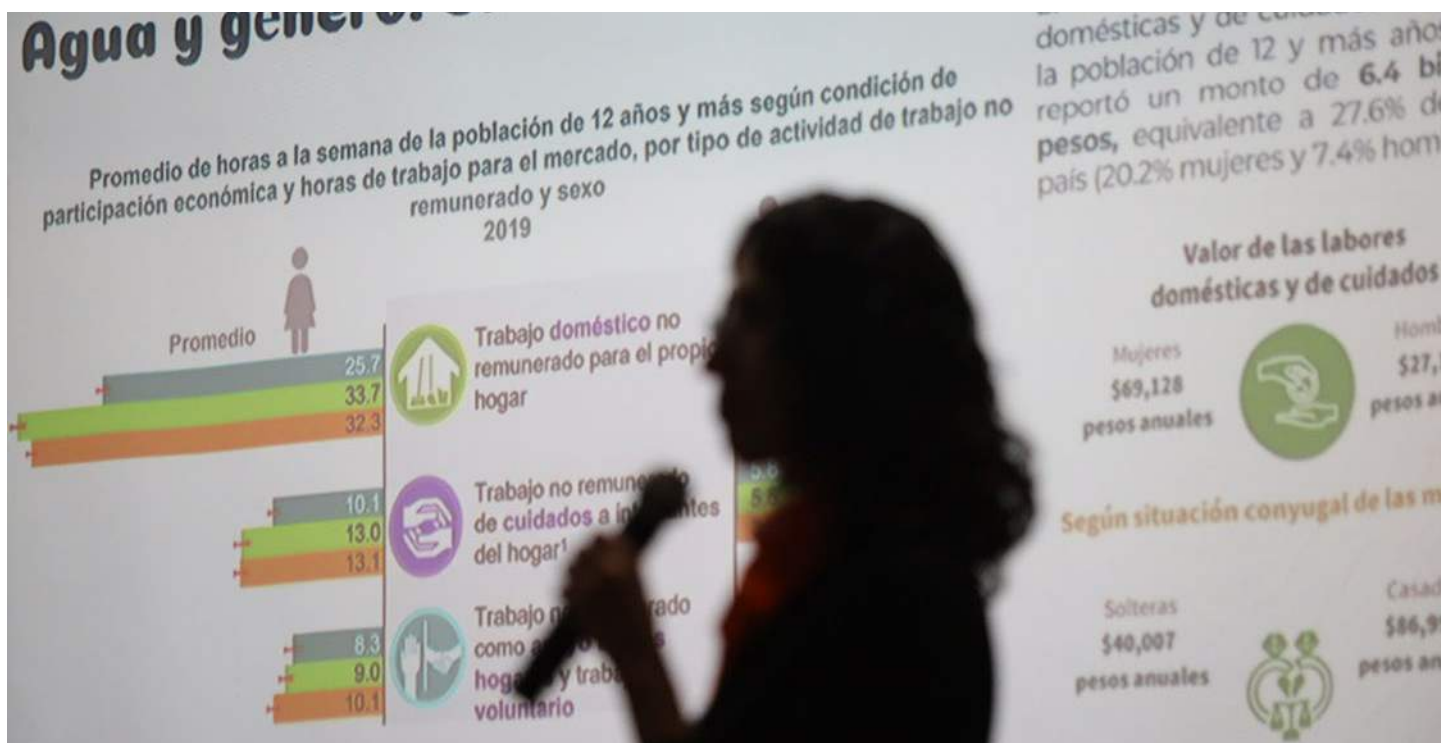 Agua y género:
Promedio de horas a la semana de la población de 12 años y más según condición de
participación económica y horas de trabajo para el mercado, por tipo de actividad de trabajo no
remunerado y sexo
2019
Promedio
25.7
33.7
32.3
Trabajo doméstico no
remunerado para el propio
hogar
10.1
13.0
13.1
Trabajo no
de cuidados a
del hogar¹
5.8
8.3
9.0
10.1
Trabajo
como
y
voluntario
domésticas y de
la población de 12 y más años
reportó un monto de 6.4
pesos, equivalente a 27.6%
país (20.2% mujeres y 7.4%
Valor de las labores
domésticas y de cuidados
Mujeres
$69,128
pesos anuales
pesos
Según situación conyugal de las
Solteras
$40,007
pesos anuales
pesos